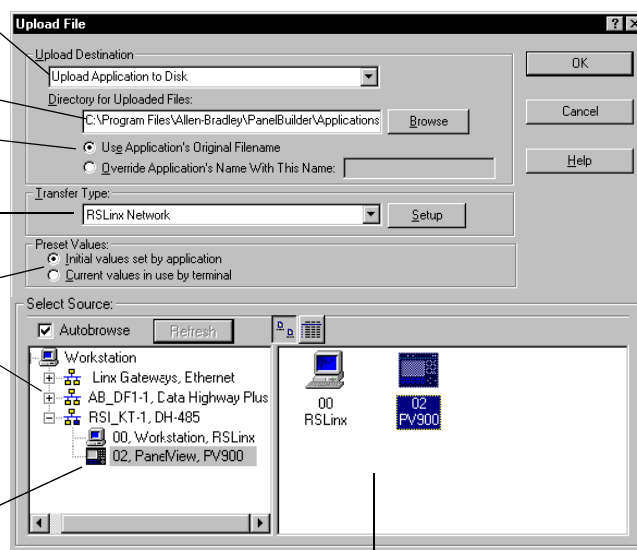 Upload File
Upload Destination
Upload Application to Disk
OK
Directory for Uploaded Files:
C:\Program Files\Allen-Bradley\PanelBuilder\Applications
Browse
Cancel
Use Application's Original Filename
Override Application's Name With This Name:
Help
Transfer Type:
RSLinx Network
Setup
Preset Values:
Initial values set by application
Current values in use by terminal
Select Source:
Autobrowse
Refresh
Workstation
Linx Gateways, Ethernet
AB_DF1-1, Data Highway Plus
RSI_KT-1, DH-485
00, Workstation, RSLinx
02, PanelView, PV900
00
RSLinx
02
PV900